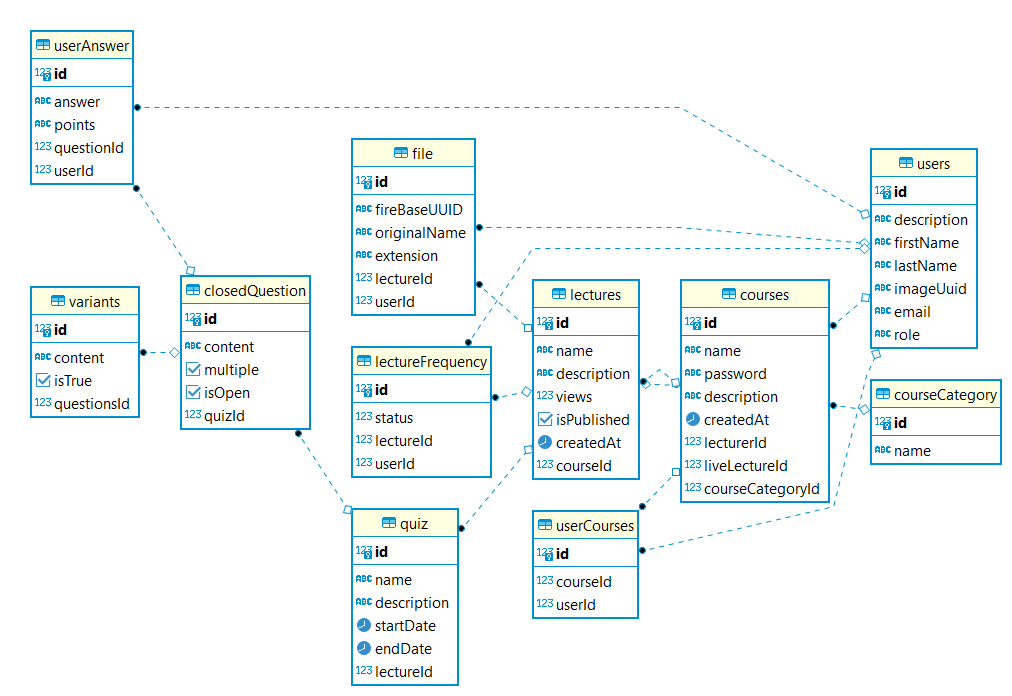 userAnswer
123 id
ABC answer
ABC points
123 questionId
123 userId
file
123 id
ABC fireBaseUUID
ABC originalName
ABC extension
123 lectureId
123 userId
users
123 id
ABC description
ABC firstName
ABC lastName
ABC imageUuid
ABC email
ABC role
variants
123 id
ABC content
isTrue
123 questionsId
closedQuestion
123 id
ABC content
multiple
isOpen
123 quizId
lectureFrequency
123 id
123 status
123 lectureId
123 userId
lectures
123 id
ABC name
ABC description
123 views
isPublished
createdAt
123 courseId
courses
123 id
ABC name
ABC password
ABC description
createdAt
123 lecturerId
123 liveLectureId
123 courseCategoryId
courseCategory
123 id
ABC name
quiz
123 id
ABC name
ABC description
startDate
endDate
123 lectureId
userCourses
123 id
123 courseId
123 userId